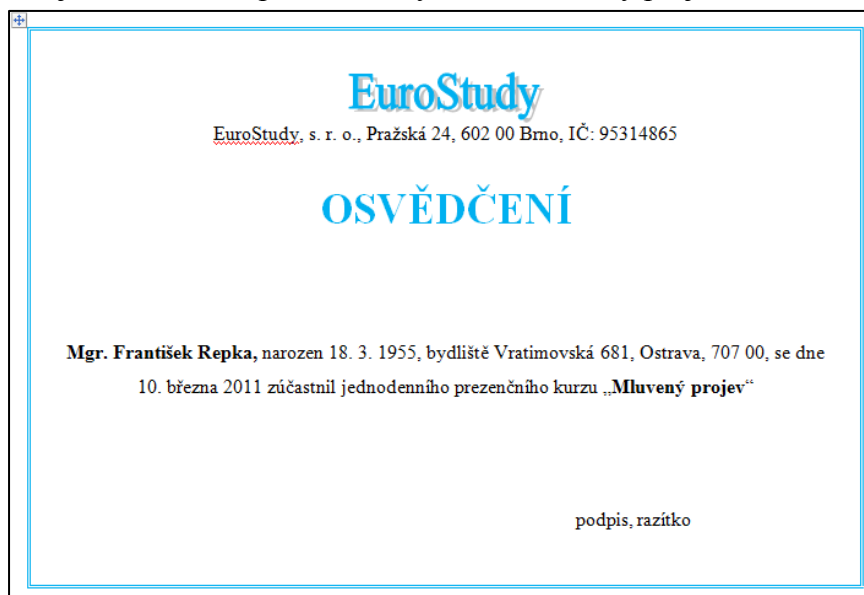 EuroStudy
EuroStudy, s. r. o., Pražská 24, 602 00 Brno, IČ: 95314865
OSVĚDČENÍ
Mgr. František Repka, narozen 18. 3. 1955, bydliště Vratimovská 681, Ostrava, 707 00, se dne
10. března 2011 zúčastnil jednodenního prezenčního kurzu „Mluvený projev“
podpis, razítko